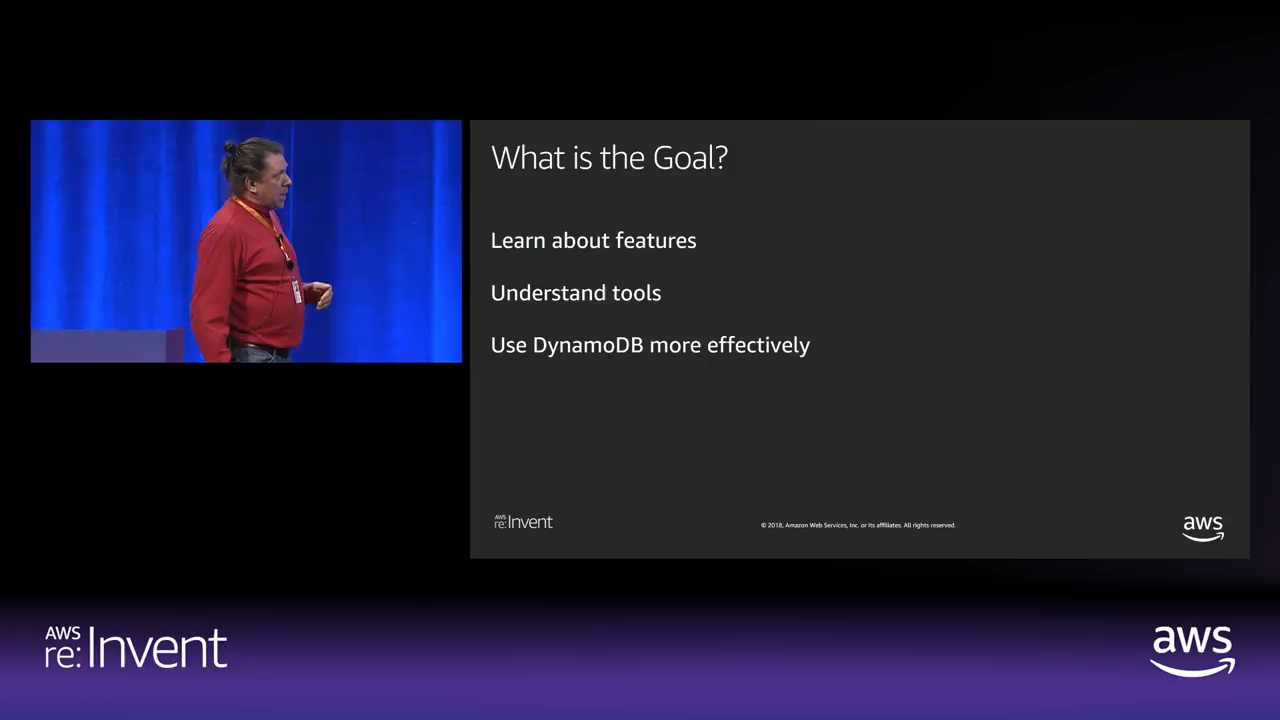 What is the Goal?
Learn about features
Understand tools
Use DynamoDB more effectively
AWS
re:Invent
© 2018, Amazon Web Services, Inc. or its affiliates. All rights reserved.
aws
AWS
re:Invent
aws